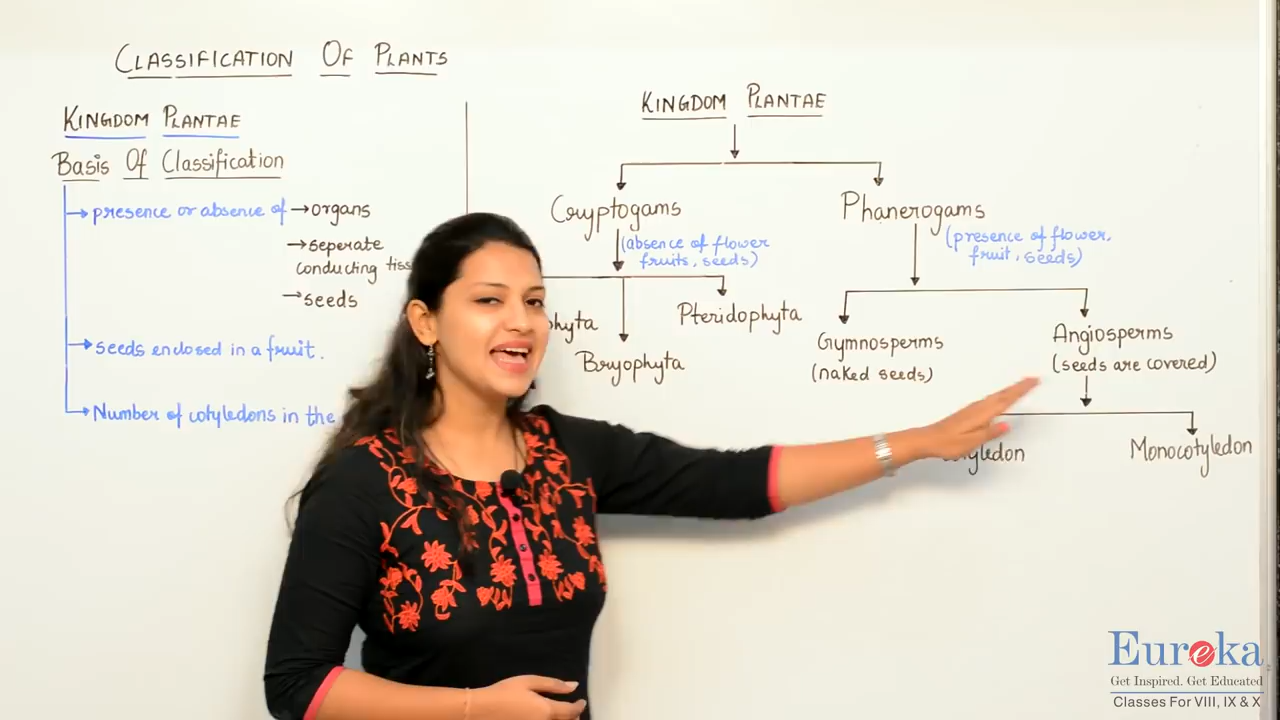 CLASSIFICATION OF PLANTS
KINGDOM PLANTAE
Basis Of Classification
presence or absence of → organs
→ seperate
conducting
→ seeds
seeds enclosed in a fruit.
Number of cotyledons in the
KINGDOM PLANTAE
Cryptogams
(absence of flower
fruits, seeds)
Phanerogams
(presence of flower,
fruit, seeds)
Pteridophyta
Bryophyta
Gymnosperms
(naked seeds)
Angiosperms
(seeds are covered)
Monocotyledon
Eureka
Get Inspired. Get Educated
Classes For VIII, IX & X